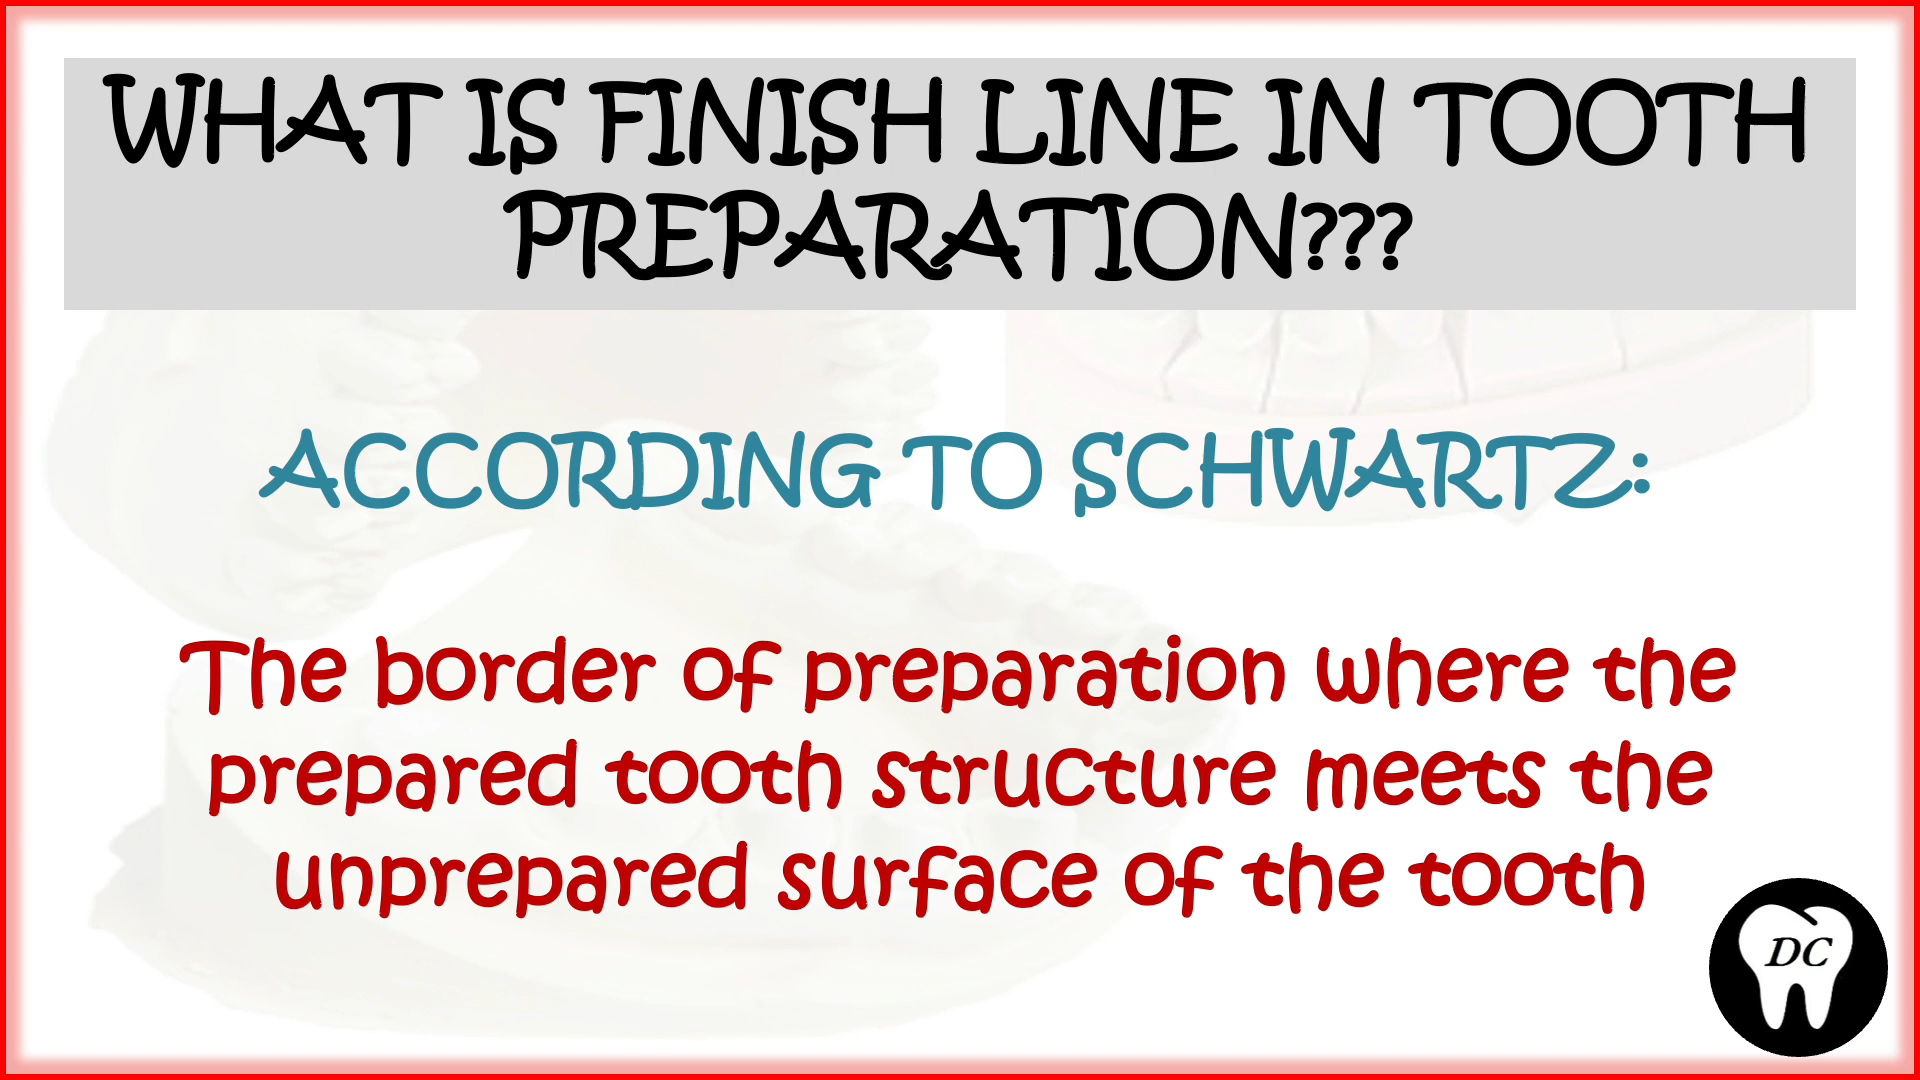 WHAT IS FINISH LINE IN TOOTH
PREPARATION???
ACCORDING TO SCHWARTZ:
The border of preparation where the
prepared tooth structure meets the
unprepared surface of the tooth
DC